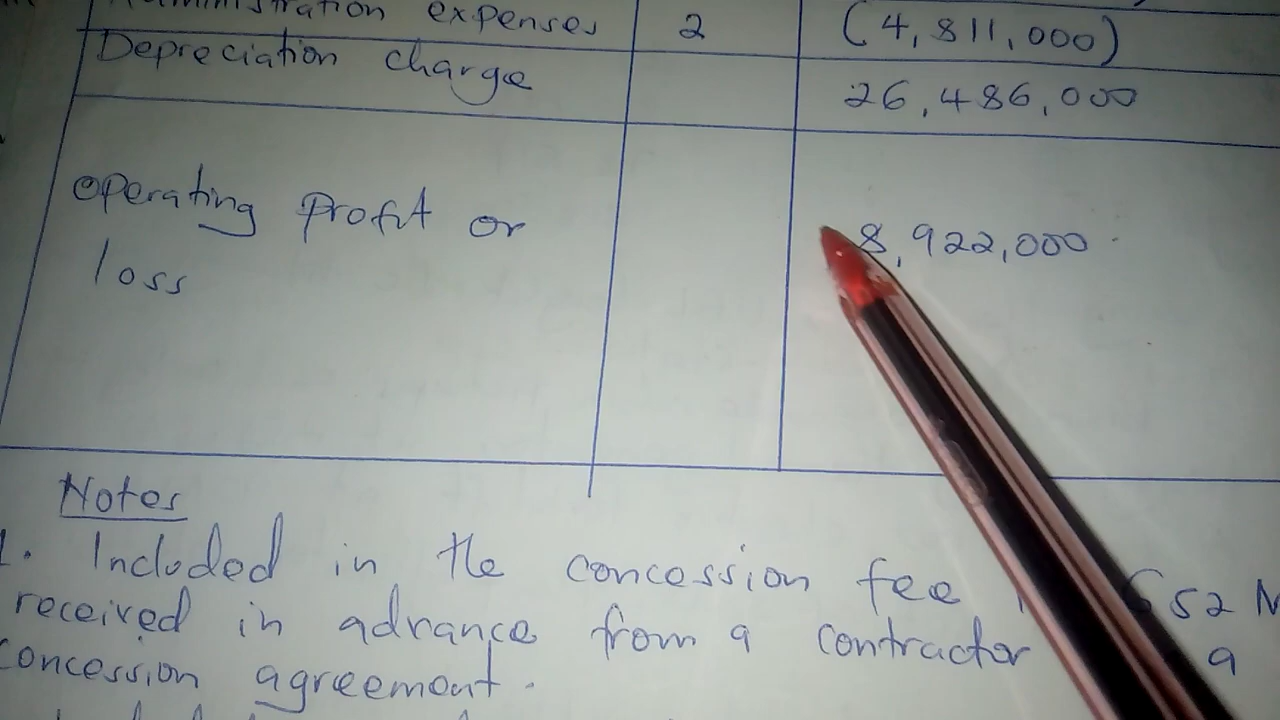 Administration expenses 2 (4,811,000)
Depreciation charge 26,486,000
Operating Profit or 8,922,000
loss
Notes
1. Included in the concession fee 652
received in advance from a contractor a
concession agreement.